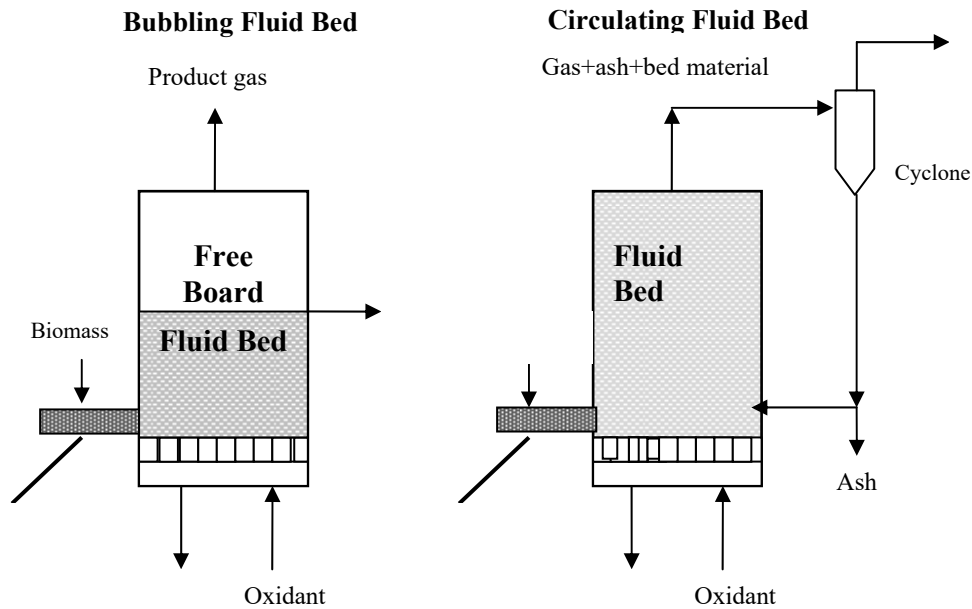 Bubbling Fluid Bed
Product gas
Free
Board
Fluid Bed
Biomass
Oxidant
Circulating Fluid Bed
Gas+ash+bed material
Cyclone
Fluid
Bed
Ash
Oxidant